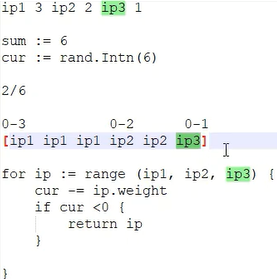 ip1 3 ip2 2 ip3 1
sum := 6
cur := rand.Intn(6)
2/6
0-3 0-2 0-1
[ip1 ip1 ip1 ip2 ip2 ip3]
for ip := range (ip1, ip2, ip3) {
cur -= ip.weight
if cur <0 {
return ip
}
}